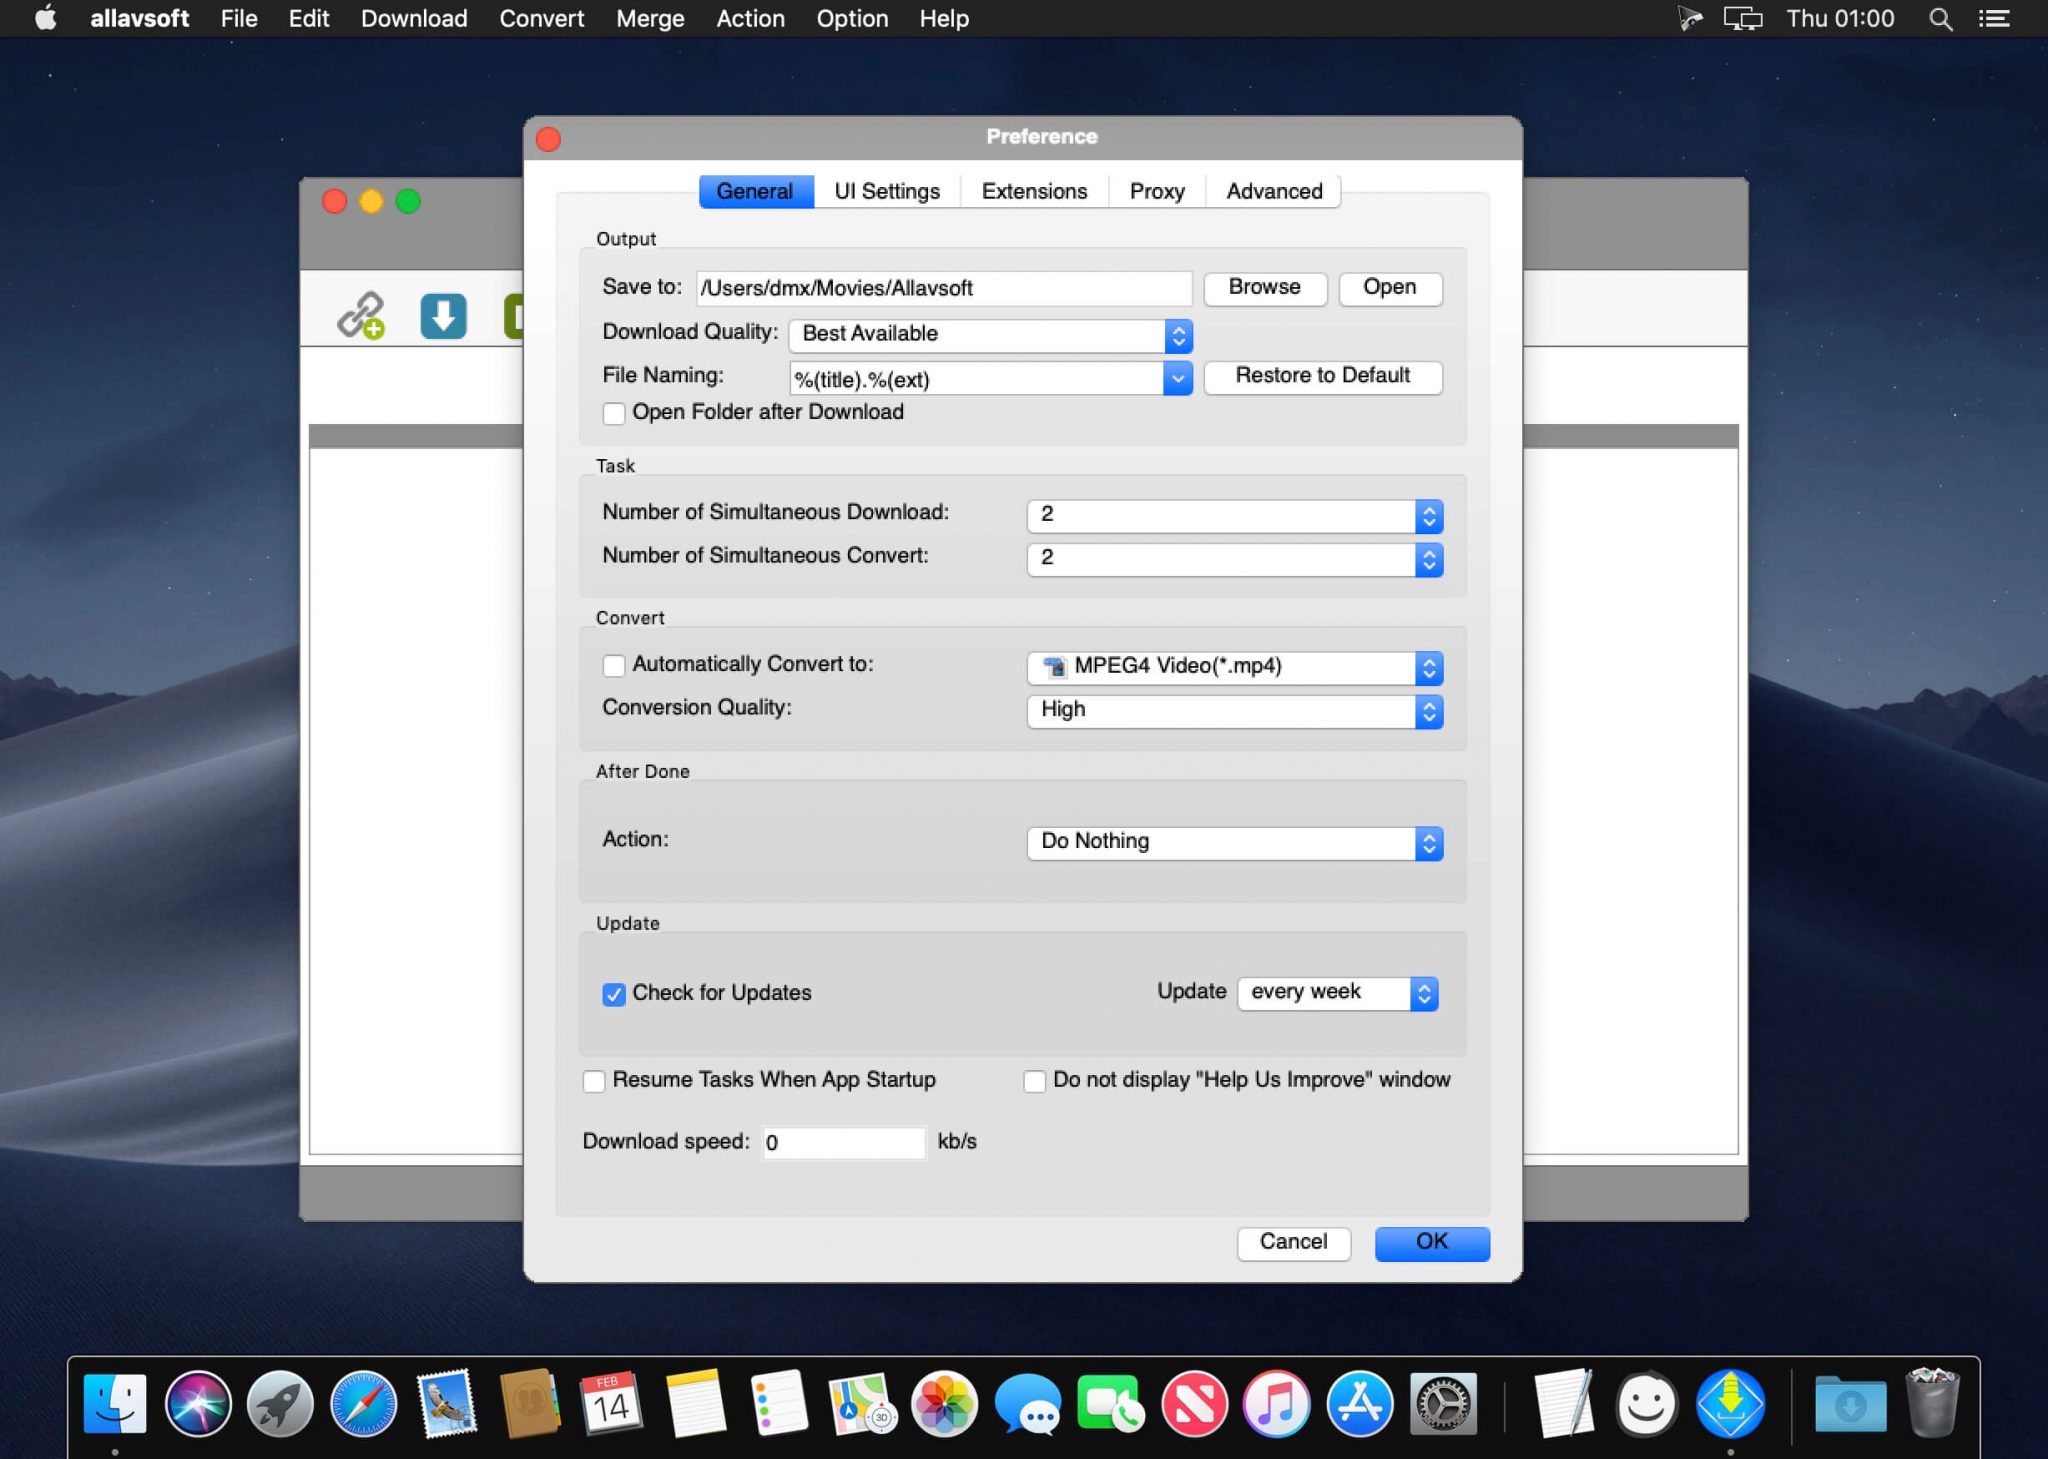 allavsoft File Edit Download Convert Merge Action Option Help Thu 01:00
Preference
General UI Settings Extensions Proxy Advanced
Output
Save to: /Users/dmx/Movies/Allavsoft Browse Open
Download Quality: Best Available
File Naming: %(title).%(ext) Restore to Default
Open Folder after Download
Task
Number of Simultaneous Download: 2
Number of Simultaneous Convert: 2
Convert
Automatically Convert to: MPEG4 Video(*.mp4)
Conversion Quality: High
After Done
Action: Do Nothing
Update
Check for Updates Update every week
Resume Tasks When App Startup Do not display "Help Us Improve" window
Download speed: 0 kb/s
Cancel OK
FEB
14
3D